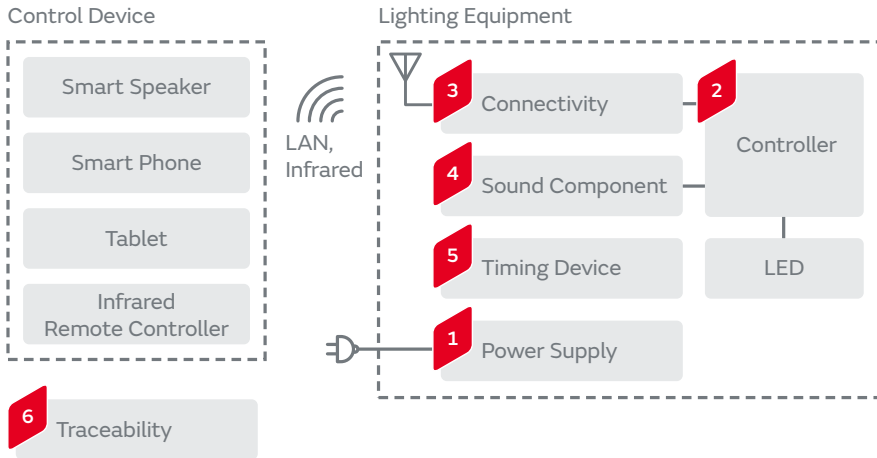 Control Device
Smart Speaker
Smart Phone
Tablet
Infrared
Remote Controller
LAN,
Infrared
Lighting Equipment
3 Connectivity
2
Controller
4 Sound Component
5 Timing Device
LED
1 Power Supply
6 Traceability